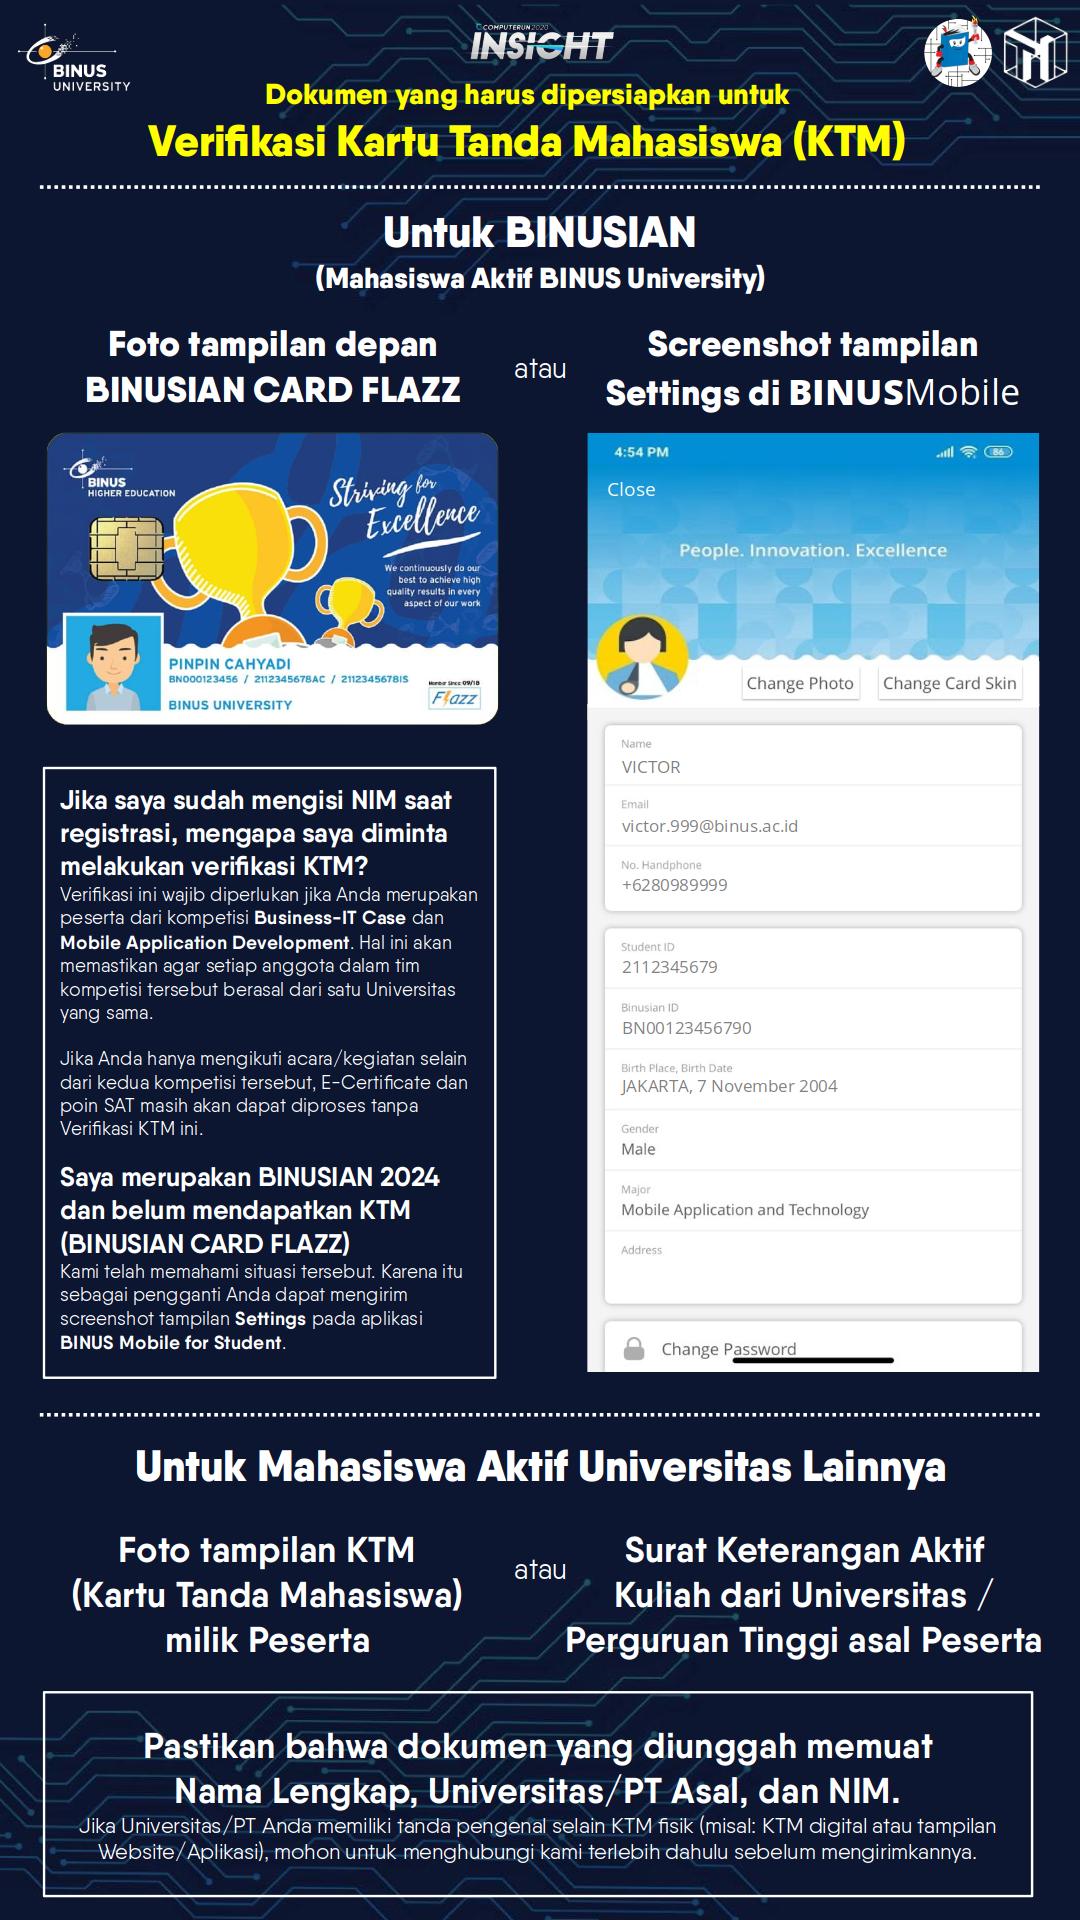 BINUS
UNIVERSITY
COMPUTERUN 2020
INSIGHT
Dokumen yang harus dipersiapkan untuk
Verifikasi Kartu Tanda Mahasiswa (KTM)
Untuk BINUSIAN
(Mahasiswa Aktif BINUS University)
Foto tampilan depan
BINUSIAN CARD FLAZZ
atau
Screenshot tampilan
Settings di BINUSMobile
BINUS
HIGHER EDUCATION
Striving for
Excellence
We continuously do our
best to achieve high
quality results in every
aspect of our work
PINPIN CAHYADI
BN000123456 / 2112345678AC / 2112345678IS
BINUS UNIVERSITY
Member Since: 09/18
Flazz
4:54 PM
86
Close
People. Innovation. Excellence
Change Photo
Change Card Skin
Name
VICTOR
Email
victor.999@binus.ac.id
No. Handphone
+6280989999
Student ID
2112345679
Binusian ID
BN00123456790
Birth Place, Birth Date
JAKARTA, 7 November 2004
Gender
Male
Major
Mobile Application and Technology
Address
Change Password
Jika saya sudah mengisi NIM saat
registrasi, mengapa saya diminta
melakukan verifikasi KTM?
Verifikasi ini wajib diperlukan jika Anda merupakan
peserta dari kompetisi Business-IT Case dan
Mobile Application Development. Hal ini akan
memastikan agar setiap anggota dalam tim
kompetisi tersebut berasal dari satu Universitas
yang sama.
Jika Anda hanya mengikuti acara/kegiatan selain
dari kedua kompetisi tersebut, E-Certificate dan
poin SAT masih akan dapat diproses tanpa
Verifikasi KTM ini.
Saya merupakan BINUSIAN 2024
dan belum mendapatkan KTM
(BINUSIAN CARD FLAZZ)
Kami telah memahami situasi tersebut. Karena itu
sebagai pengganti Anda dapat mengirim
screenshot tampilan Settings pada aplikasi
BINUS Mobile for Student.
Untuk Mahasiswa Aktif Universitas Lainnya
Foto tampilan KTM
(Kartu Tanda Mahasiswa)
milik Peserta
atau
Surat Keterangan Aktif
Kuliah dari Universitas /
Perguruan Tinggi asal Peserta
Pastikan bahwa dokumen yang diunggah memuat
Nama Lengkap, Universitas/PT Asal, dan NIM.
Jika Universitas/PT Anda memiliki tanda pengenal selain KTM fisik (misal: KTM digital atau tampilan
Website/Aplikasi), mohon untuk menghubungi kami terlebih dahulu sebelum mengirimkannya.